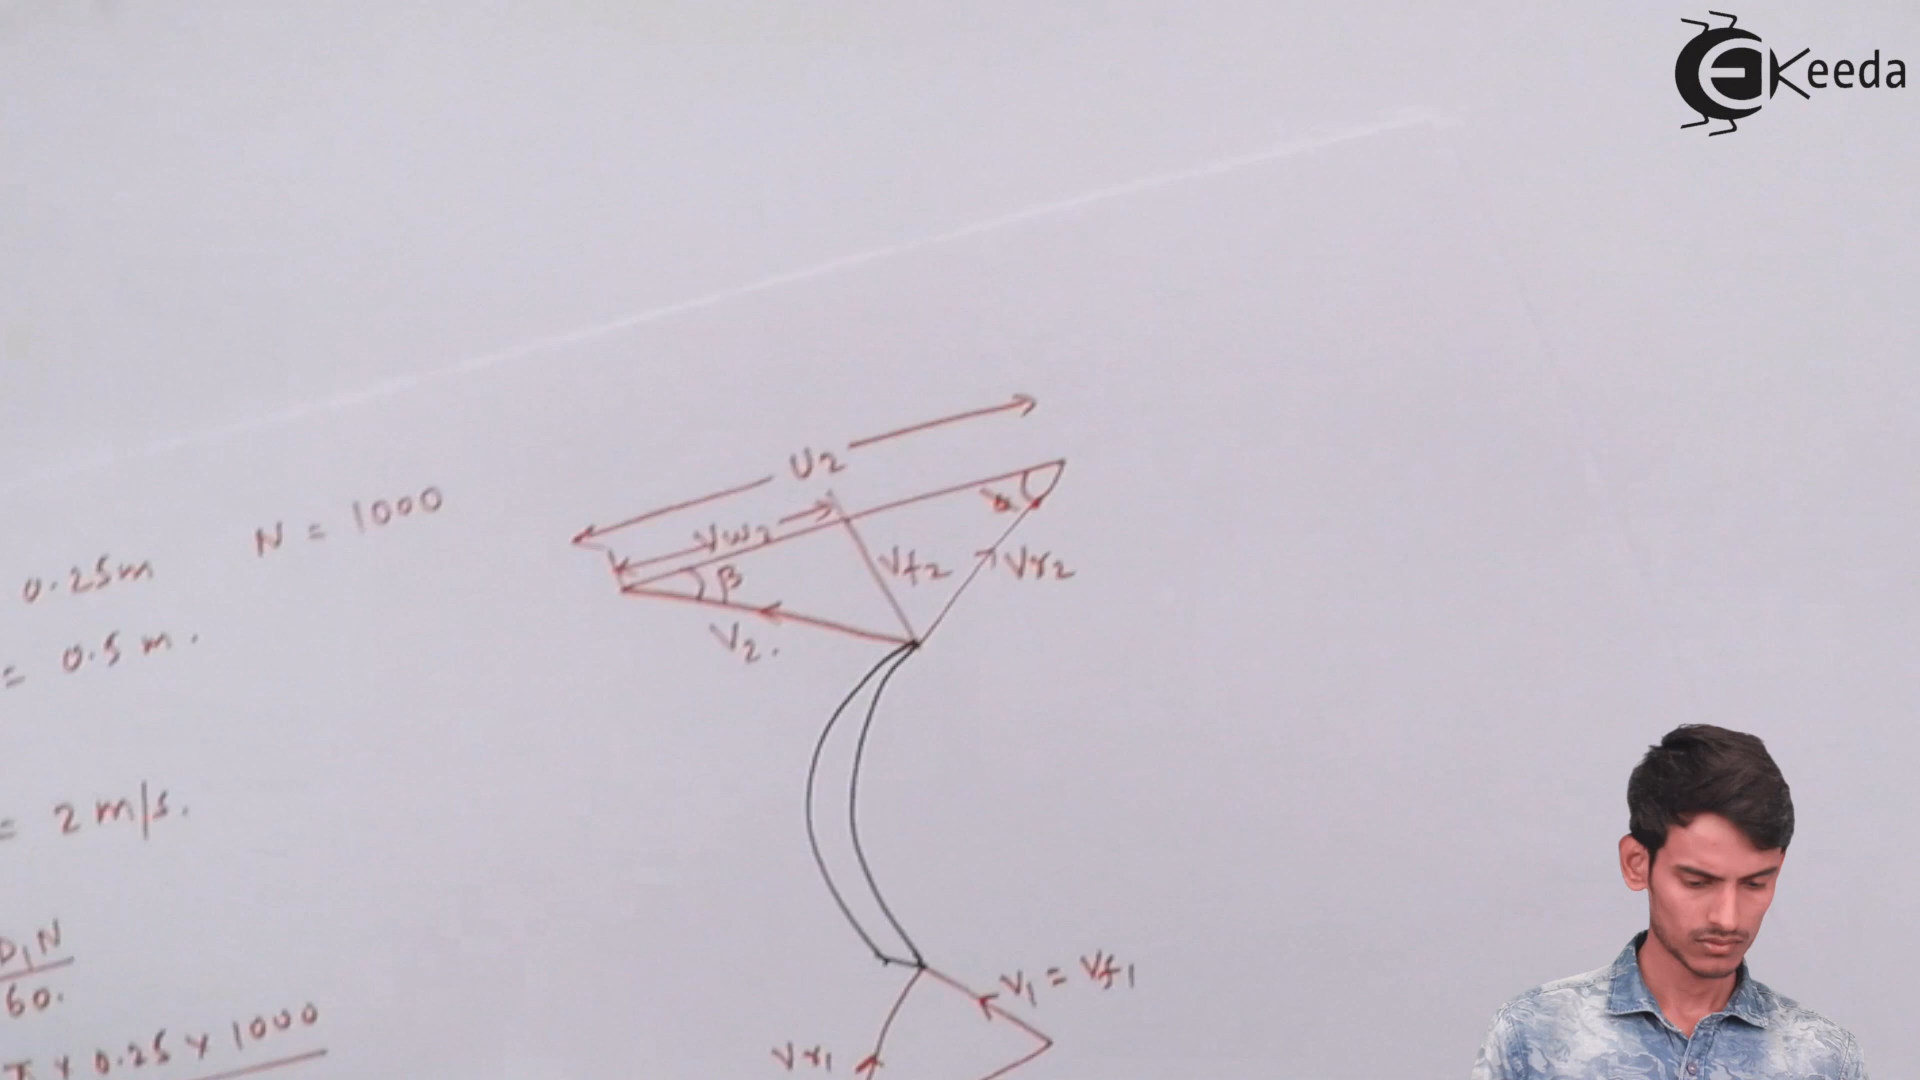 EKeeda
N = 1000
0.25m
= 0.5 m.
= 2 m/s.
D1N
60.
π x 0.25 x 1000
U2
Vw2
Vf2
Vr2
β
V2.
V1 = Vf1
Vr1